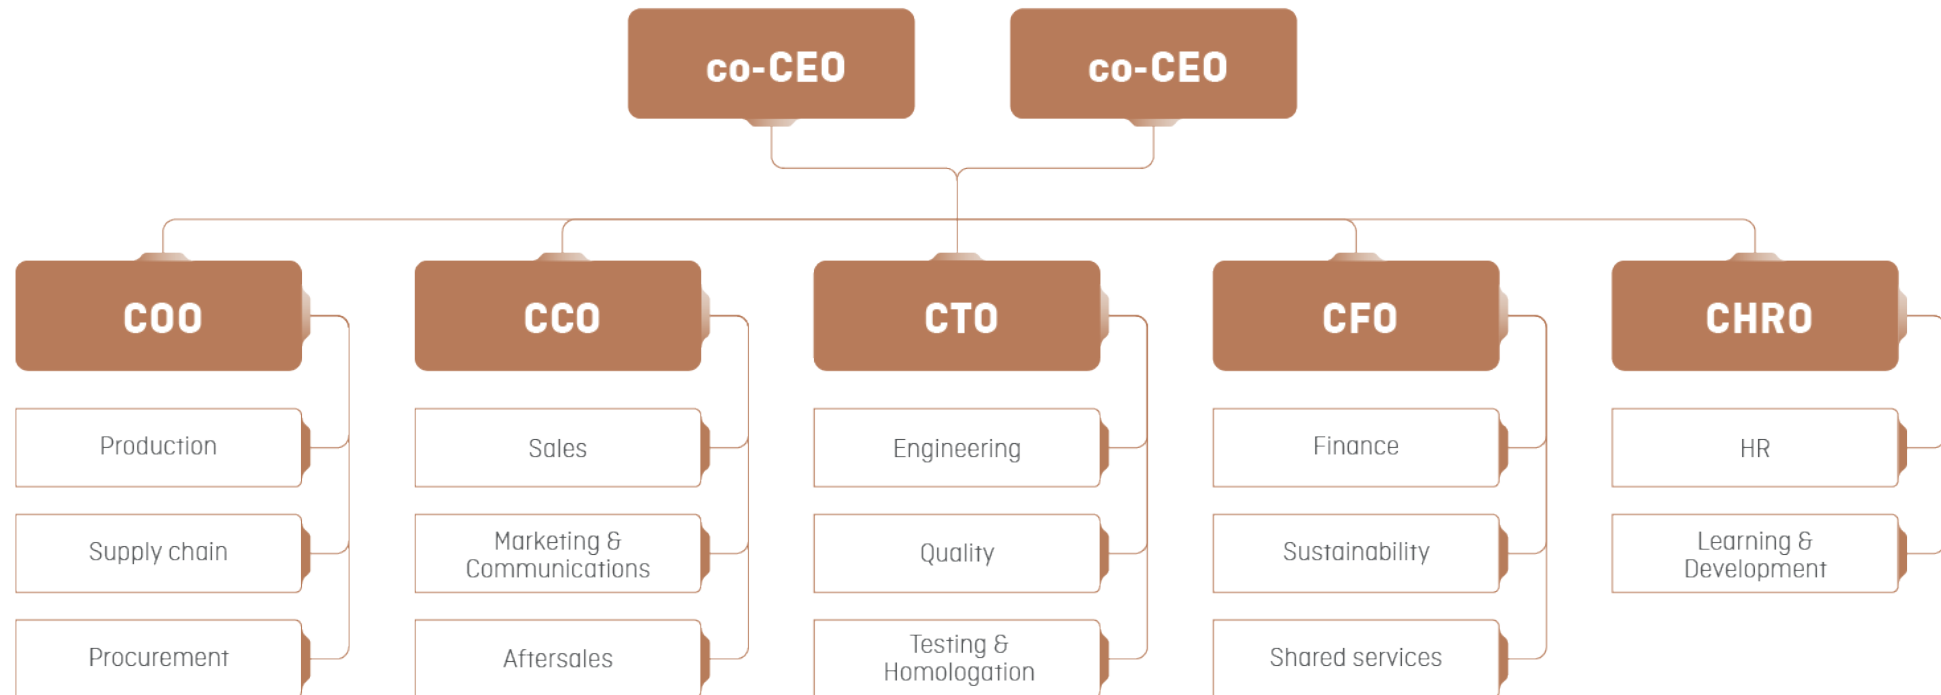 co-CEO
co-CEO
COO
CCO
CTO
CFO
CHRO
Production
Sales
Engineering
Finance
HR
Supply chain
Marketing &
Communications
Quality
Sustainability
Learning &
Development
Procurement
Aftersales
Testing &
Homologation
Shared services